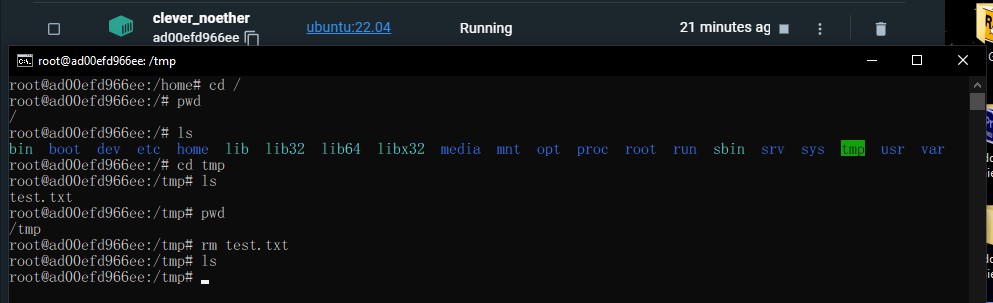 clever_noether
ad00efd966ee
ubuntu:22.04
Running
21 minutes ag
root@ad00efd966ee: /tmp
root@ad00efd966ee:/home# cd /
root@ad00efd966ee:/# pwd
/
root@ad00efd966ee:/# ls
bin boot dev etc home lib lib32 lib64 libx32 media mnt opt proc root run sbin srv sys tmp usr var
root@ad00efd966ee:/# cd tmp
root@ad00efd966ee:/tmp# ls
test.txt
root@ad00efd966ee:/tmp# pwd
/tmp
root@ad00efd966ee:/tmp# rm test.txt
root@ad00efd966ee:/tmp# ls
root@ad00efd966ee:/tmp#